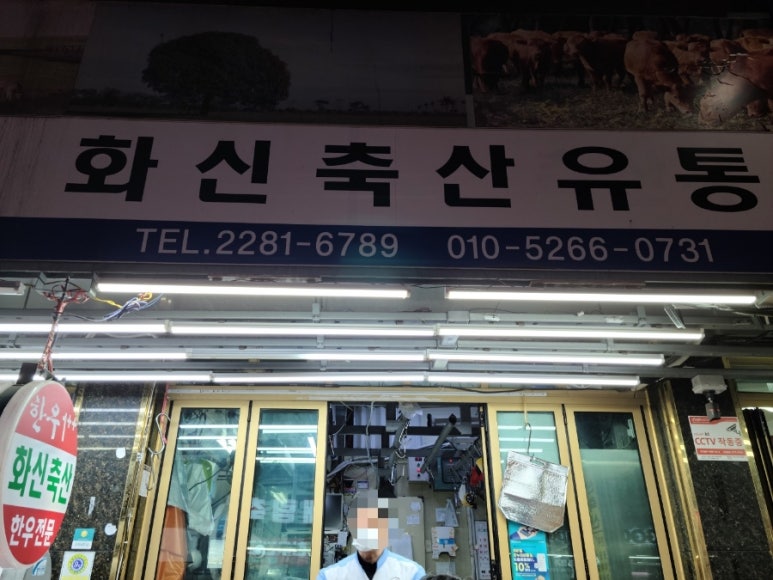 화신축산유통
TEL.2281-6789 010-5266-0731
한우1++
화신축산
한우전문
CCTV 작동중
10%